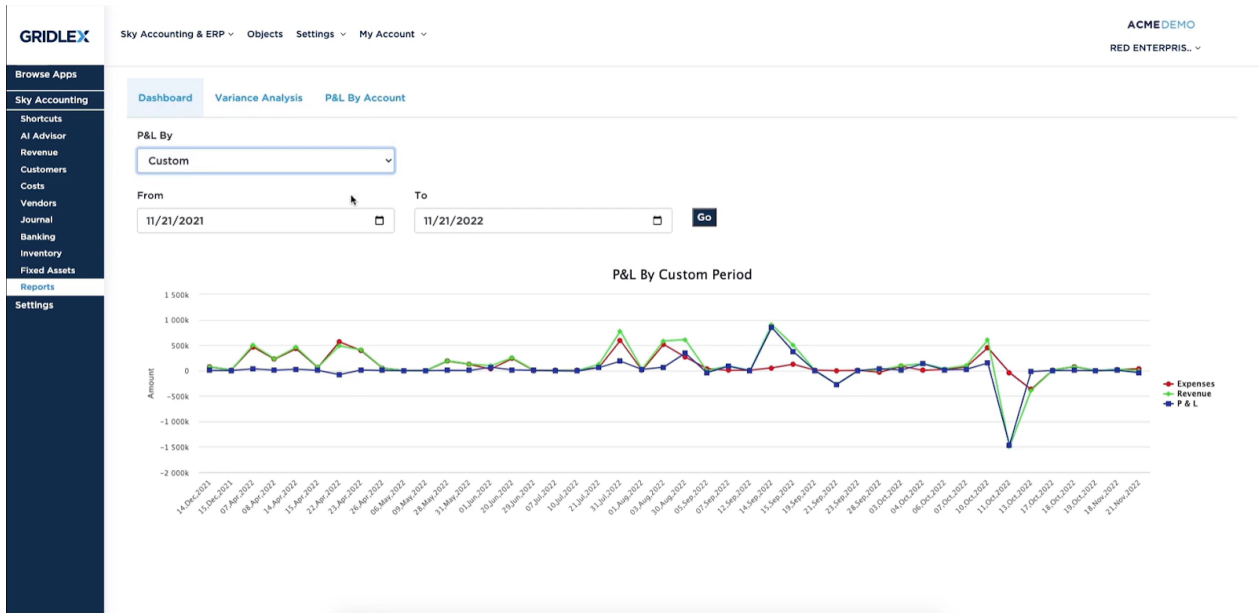 GRIDLEX
Sky Accounting & ERP Objects Settings My Account
ACMEDEMO
RED ENTERPRIS..
Browse Apps
Sky Accounting
Shortcuts
AI Advisor
Revenue
Customers
Costs
Vendors
Journal
Banking
Inventory
Fixed Assets
Reports
Settings
Dashboard Variance Analysis P&L By Account
P&L By
Custom
From To
11/21/2021 11/21/2022 Go
P&L By Custom Period
1 500k
1 000k
500k
0
-500k
-1 000k
-1 500k
-2 000k
Amount
Expenses
Revenue
P & L
14,Dec,2021 15,Dec,2021 07,Apr,2022 08,Apr,2022 14,Apr,2022 15,Apr,2022 22,Apr,2022 23,Apr,2022 26,Apr,2022 06,May,2022 09,May,2022 28,May,2022 31,May,2022 01,Jun,2022 20,Jun,2022 29,Jun,2022 07,Jul,2022 10,Jul,2022 21,Jul,2022 31,Jul,2022 01,Aug,2022 03,Aug,2022 30,Aug,2022 05,Sep,2022 07,Sep,2022 12,Sep,2022 14,Sep,2022 15,Sep,2022 19,Sep,2022 21,Sep,2022 23,Sep,2022 28,Sep,2022 03,Oct,2022 04,Oct,2022 06,Oct,2022 07,Oct,2022 10,Oct,2022 11,Oct,2022 13,Oct,2022 17,Oct,2022 18,Oct,2022 19,Oct,2022 18,Nov,2022 21,Nov,2022